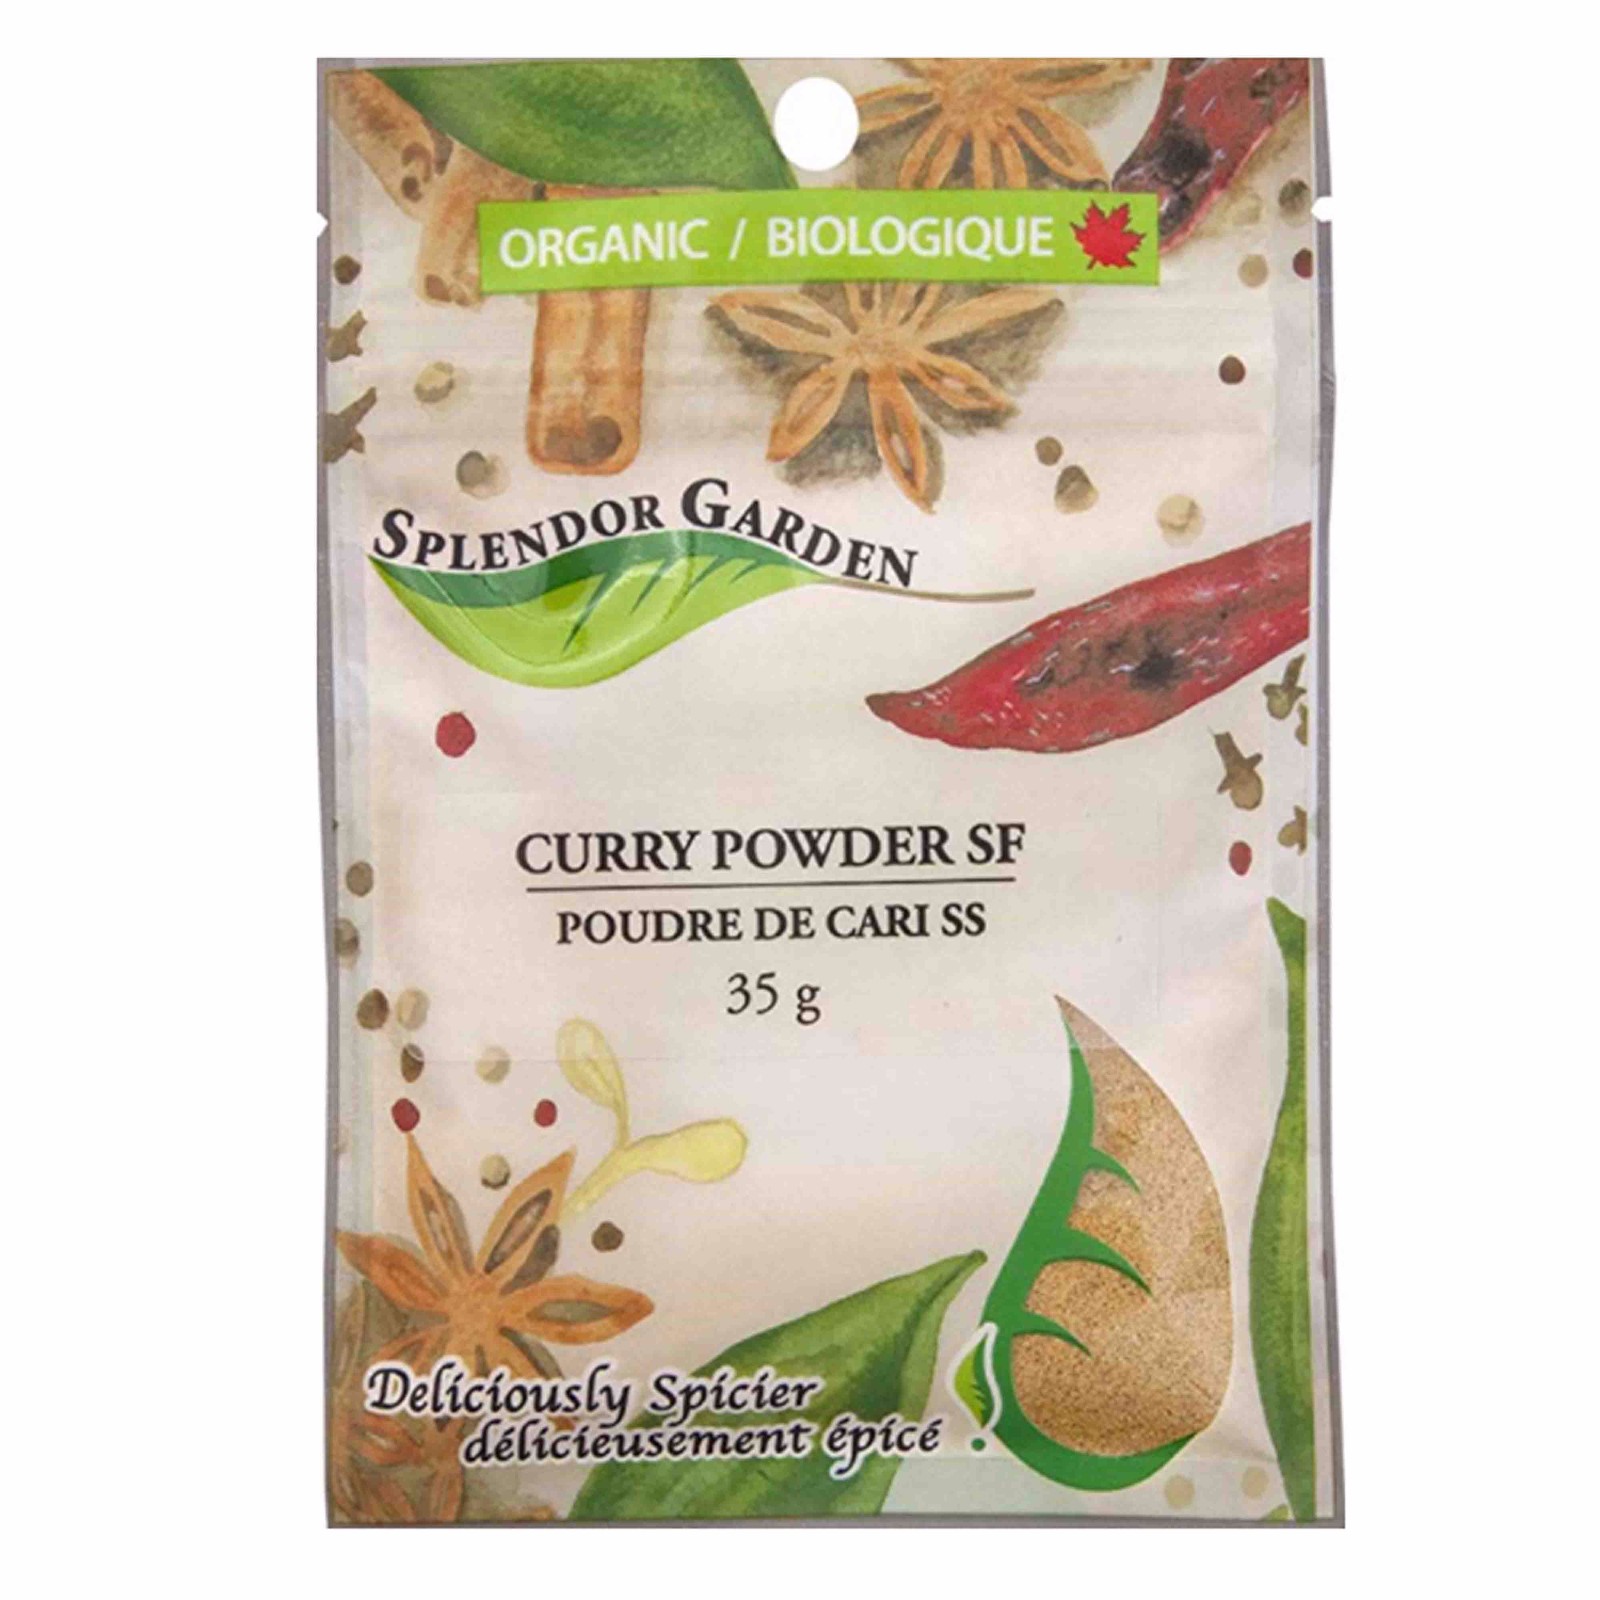 ORGANIC / BIOLOGIQUE
SPLENDOR GARDEN
CURRY POWDER SF
POUDRE DE CARI SS
35 g
Deliciously Spicier
délicieusement épicé !